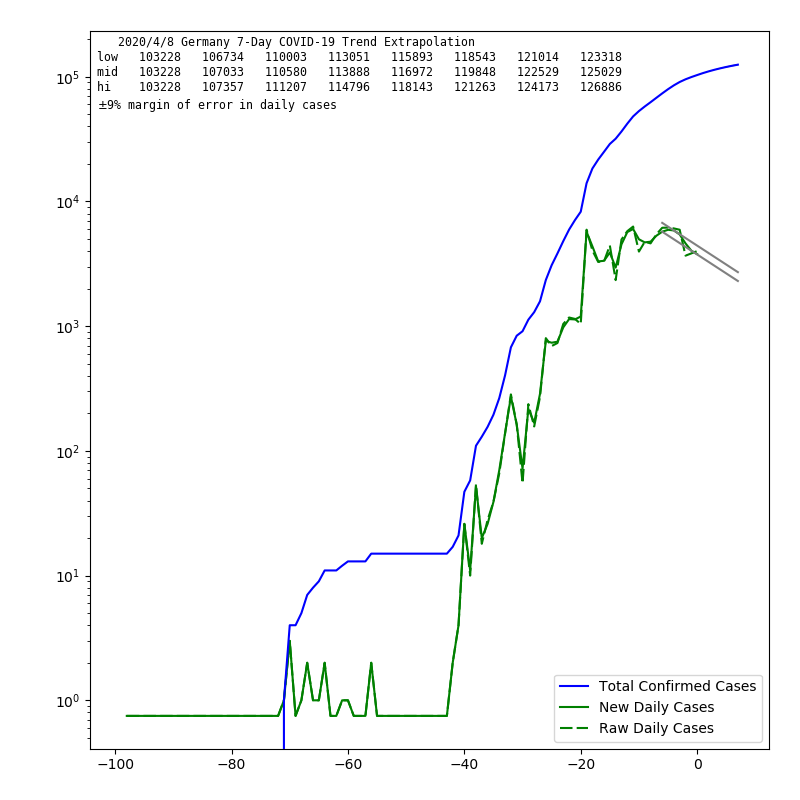 2020/4/8 Germany 7-Day COVID-19 Trend Extrapolation
low 103228 106734 110003 113051 115893 118543 121014 123318
mid 103228 107033 110580 113888 116972 119848 122529 125029
hi 103228 107357 111207 114796 118143 121263 124173 126886
±9% margin of error in daily cases
10^5
10^4
10^3
10^2
10^1
10^0
Total Confirmed Cases
New Daily Cases
Raw Daily Cases
−100 −80 −60 −40 −20 0